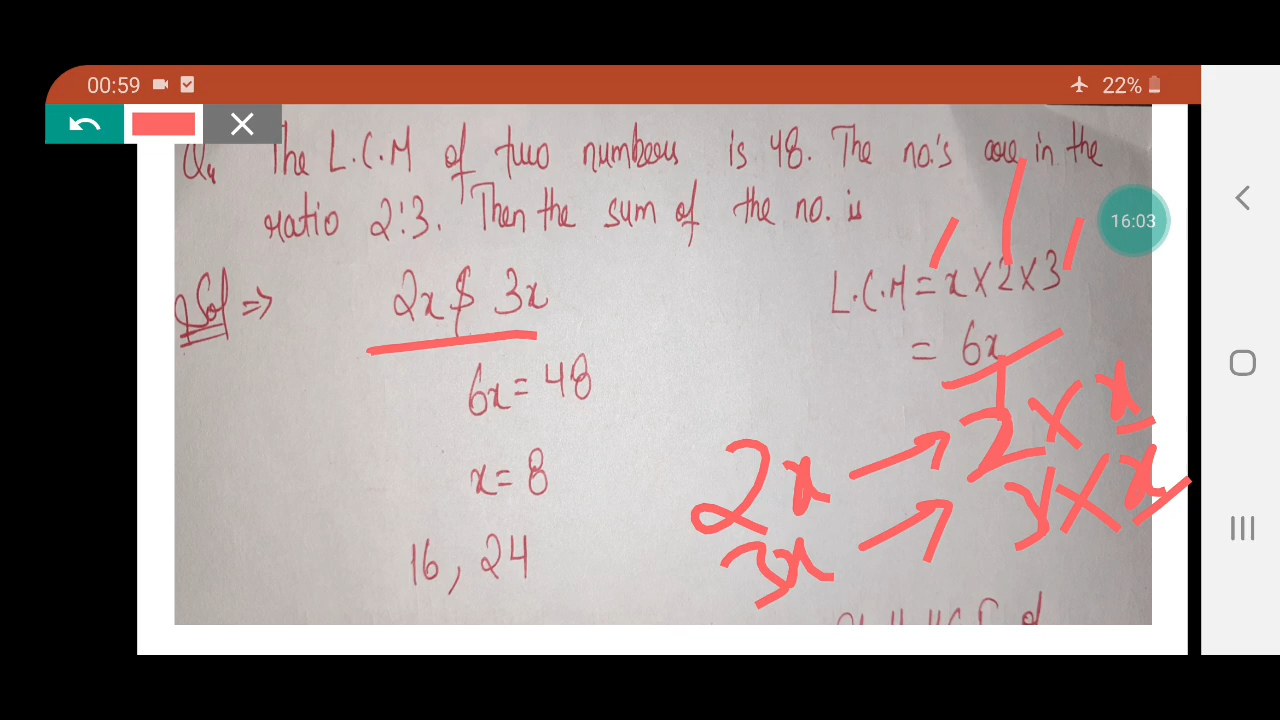 00:59 22%
Q4 The L.C.M of two numbers is 48. The no.'s are in the
ratio 2:3. Then the sum of the no. is
16:03
Sol => 2x & 3x
L.C.M = x X 2 X 3
= 6x
6x = 48
x = 8
16, 24
2x → 2 X x
3x → 3 X x